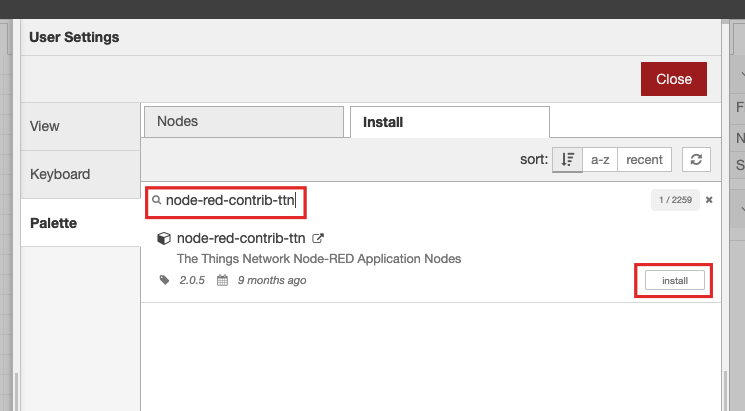 User Settings
Close
View
Keyboard
Palette
Nodes
Install
sort: a-z recent
node-red-contrib-ttn
1 / 2259
node-red-contrib-ttn
The Things Network Node-RED Application Nodes
2.0.5 9 months ago
install
F
N
S